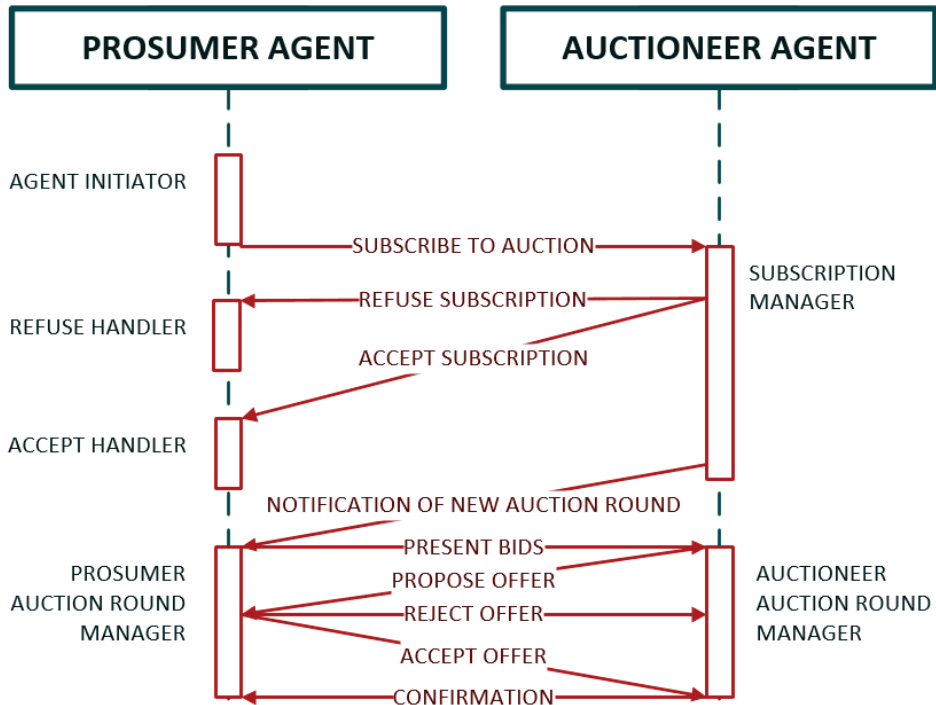 PROSUMER AGENT
AUCTIONEER AGENT
AGENT INITIATOR
SUBSCRIBE TO AUCTION
SUBSCRIPTION
MANAGER
REFUSE SUBSCRIPTION
REFUSE HANDLER
ACCEPT SUBSCRIPTION
ACCEPT HANDLER
NOTIFICATION OF NEW AUCTION ROUND
PRESENT BIDS
PROSUMER
AUCTION ROUND
MANAGER
PROPOSE OFFER
REJECT OFFER
ACCEPT OFFER
CONFIRMATION
AUCTIONEER
AUCTION ROUND
MANAGER